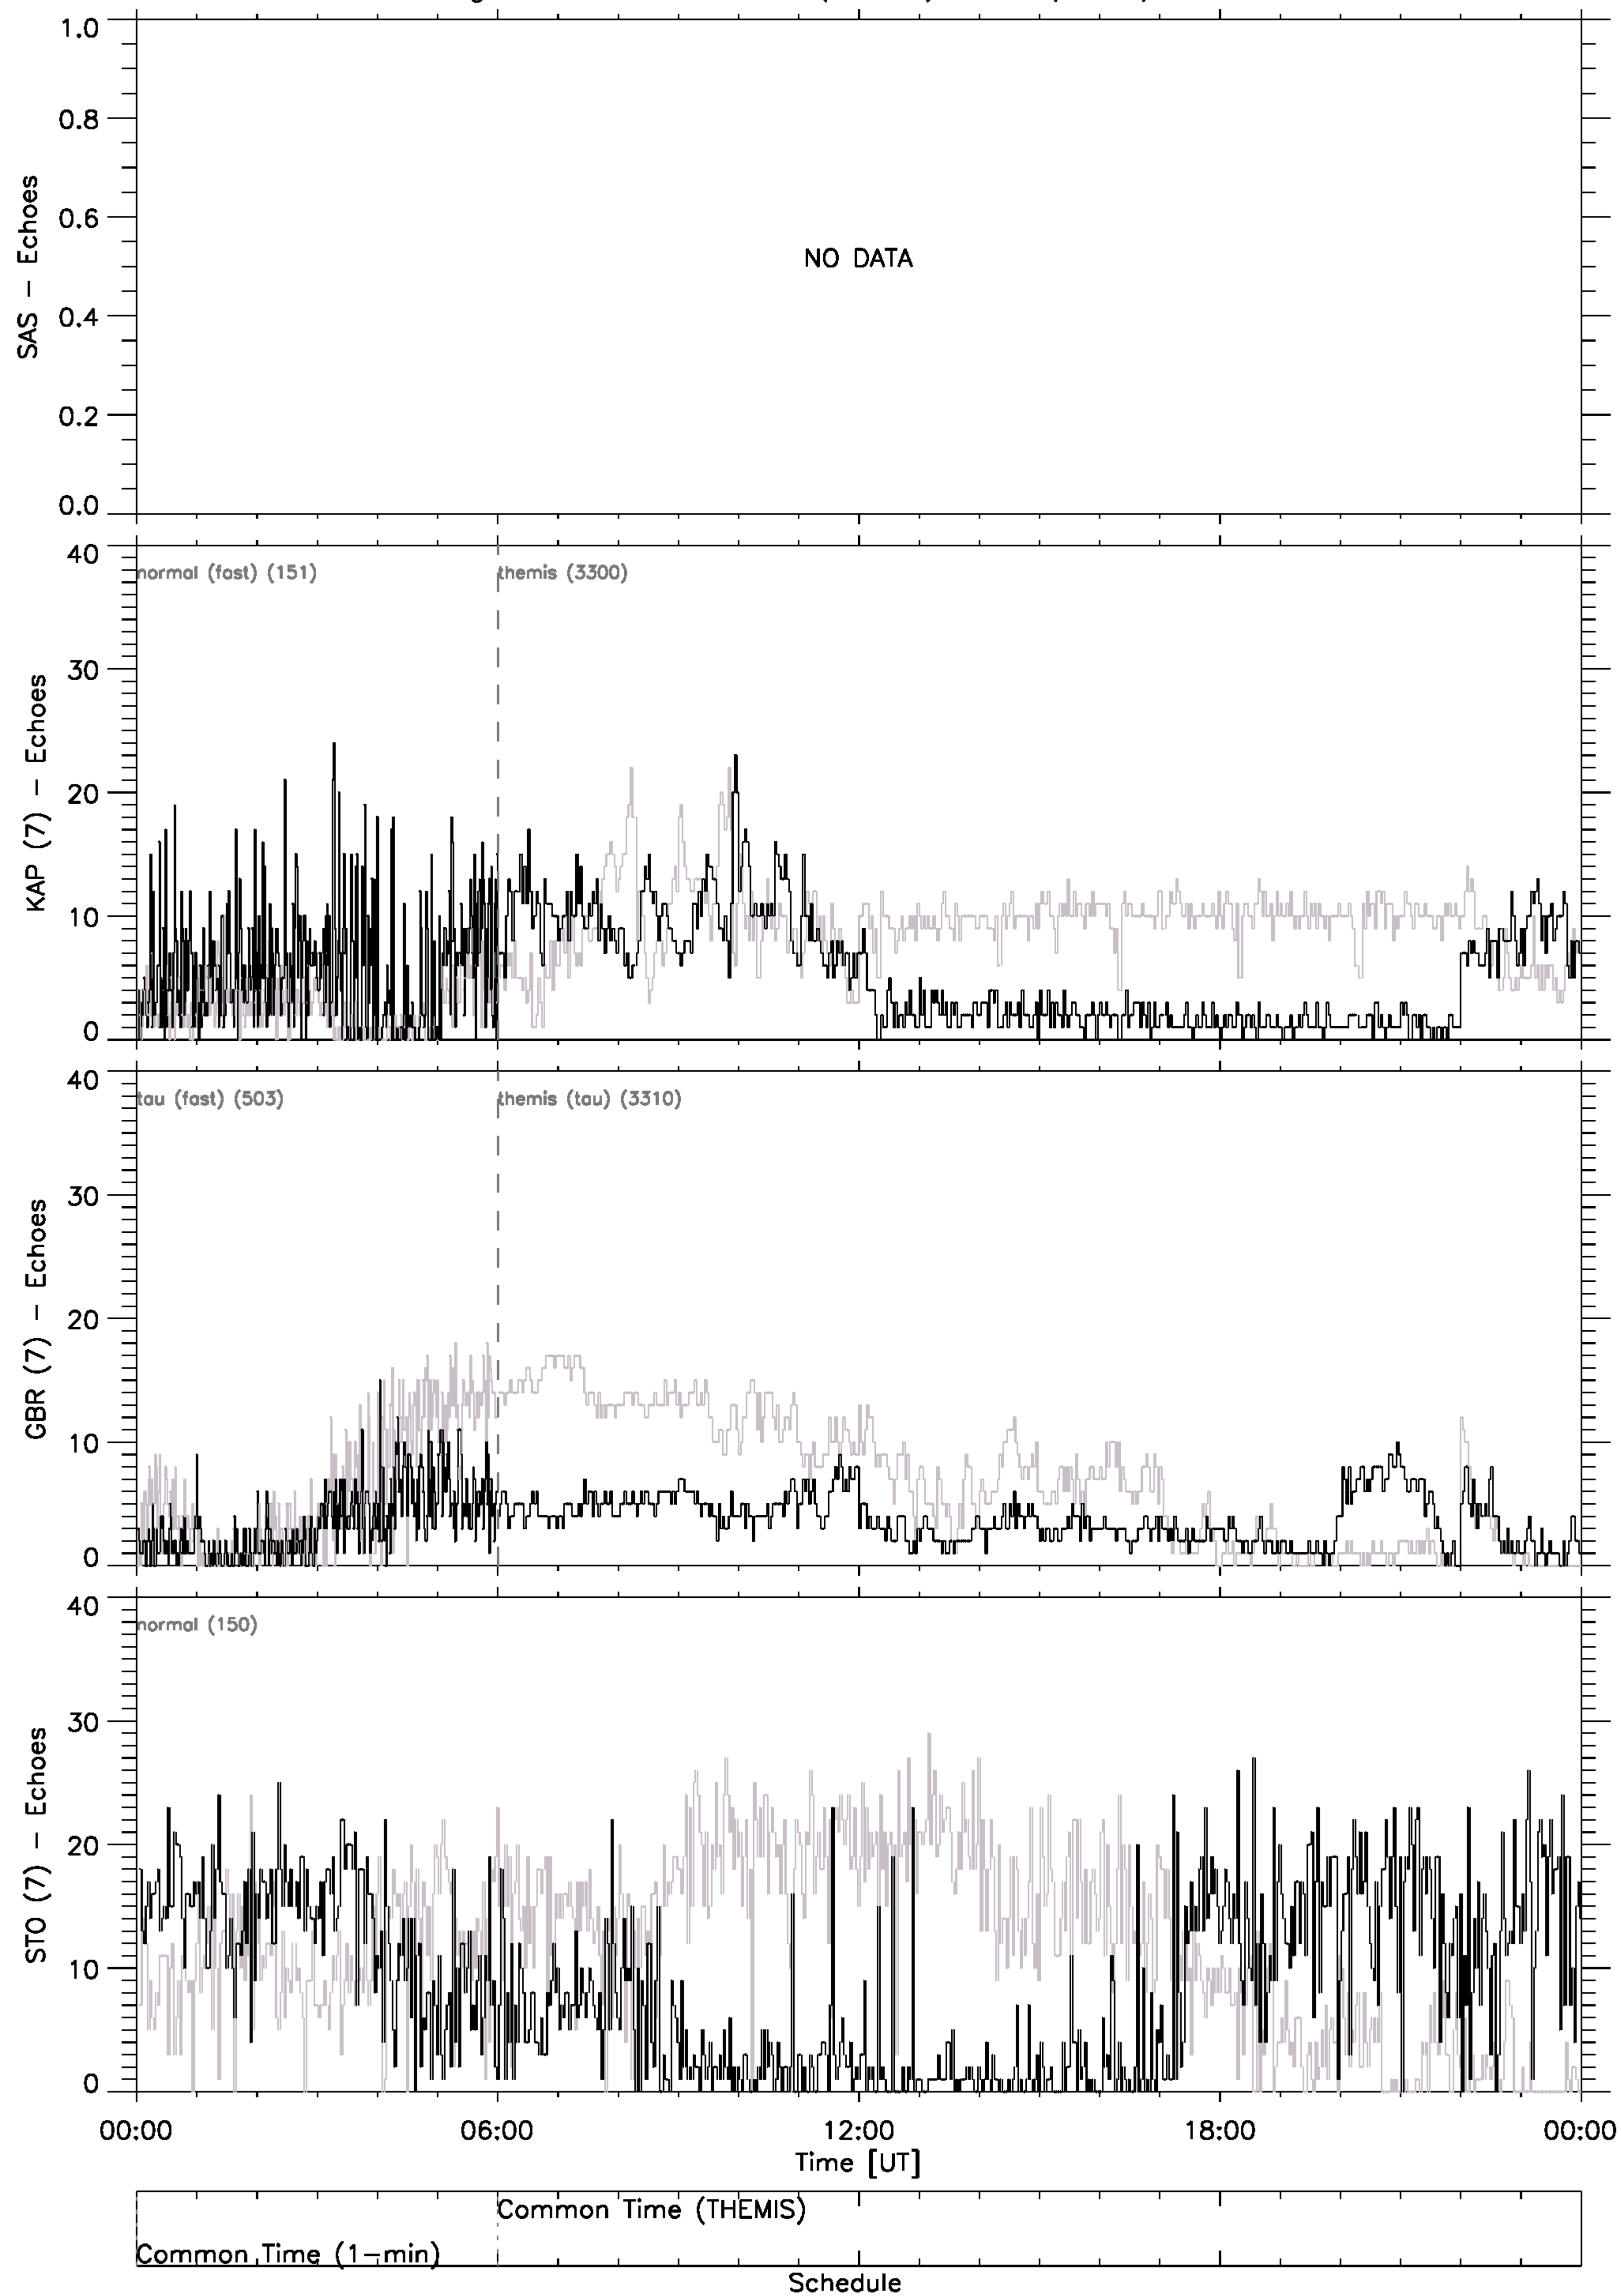 1.0
0.8
0.6
0.4
0.2
0.0
SAS - Echoes
NO DATA
40
30
20
10
0
KAP (7) - Echoes
normal (fast) (151)
themis (3300)
40
30
20
10
0
GBR (7) - Echoes
tau (fast) (503)
themis (tau) (3310)
40
30
20
10
0
STO (7) - Echoes
normal (150)
00:00 06:00 12:00 18:00 00:00
Time [UT]
Common Time (THEMIS)
Common Time (1-min)
Schedule